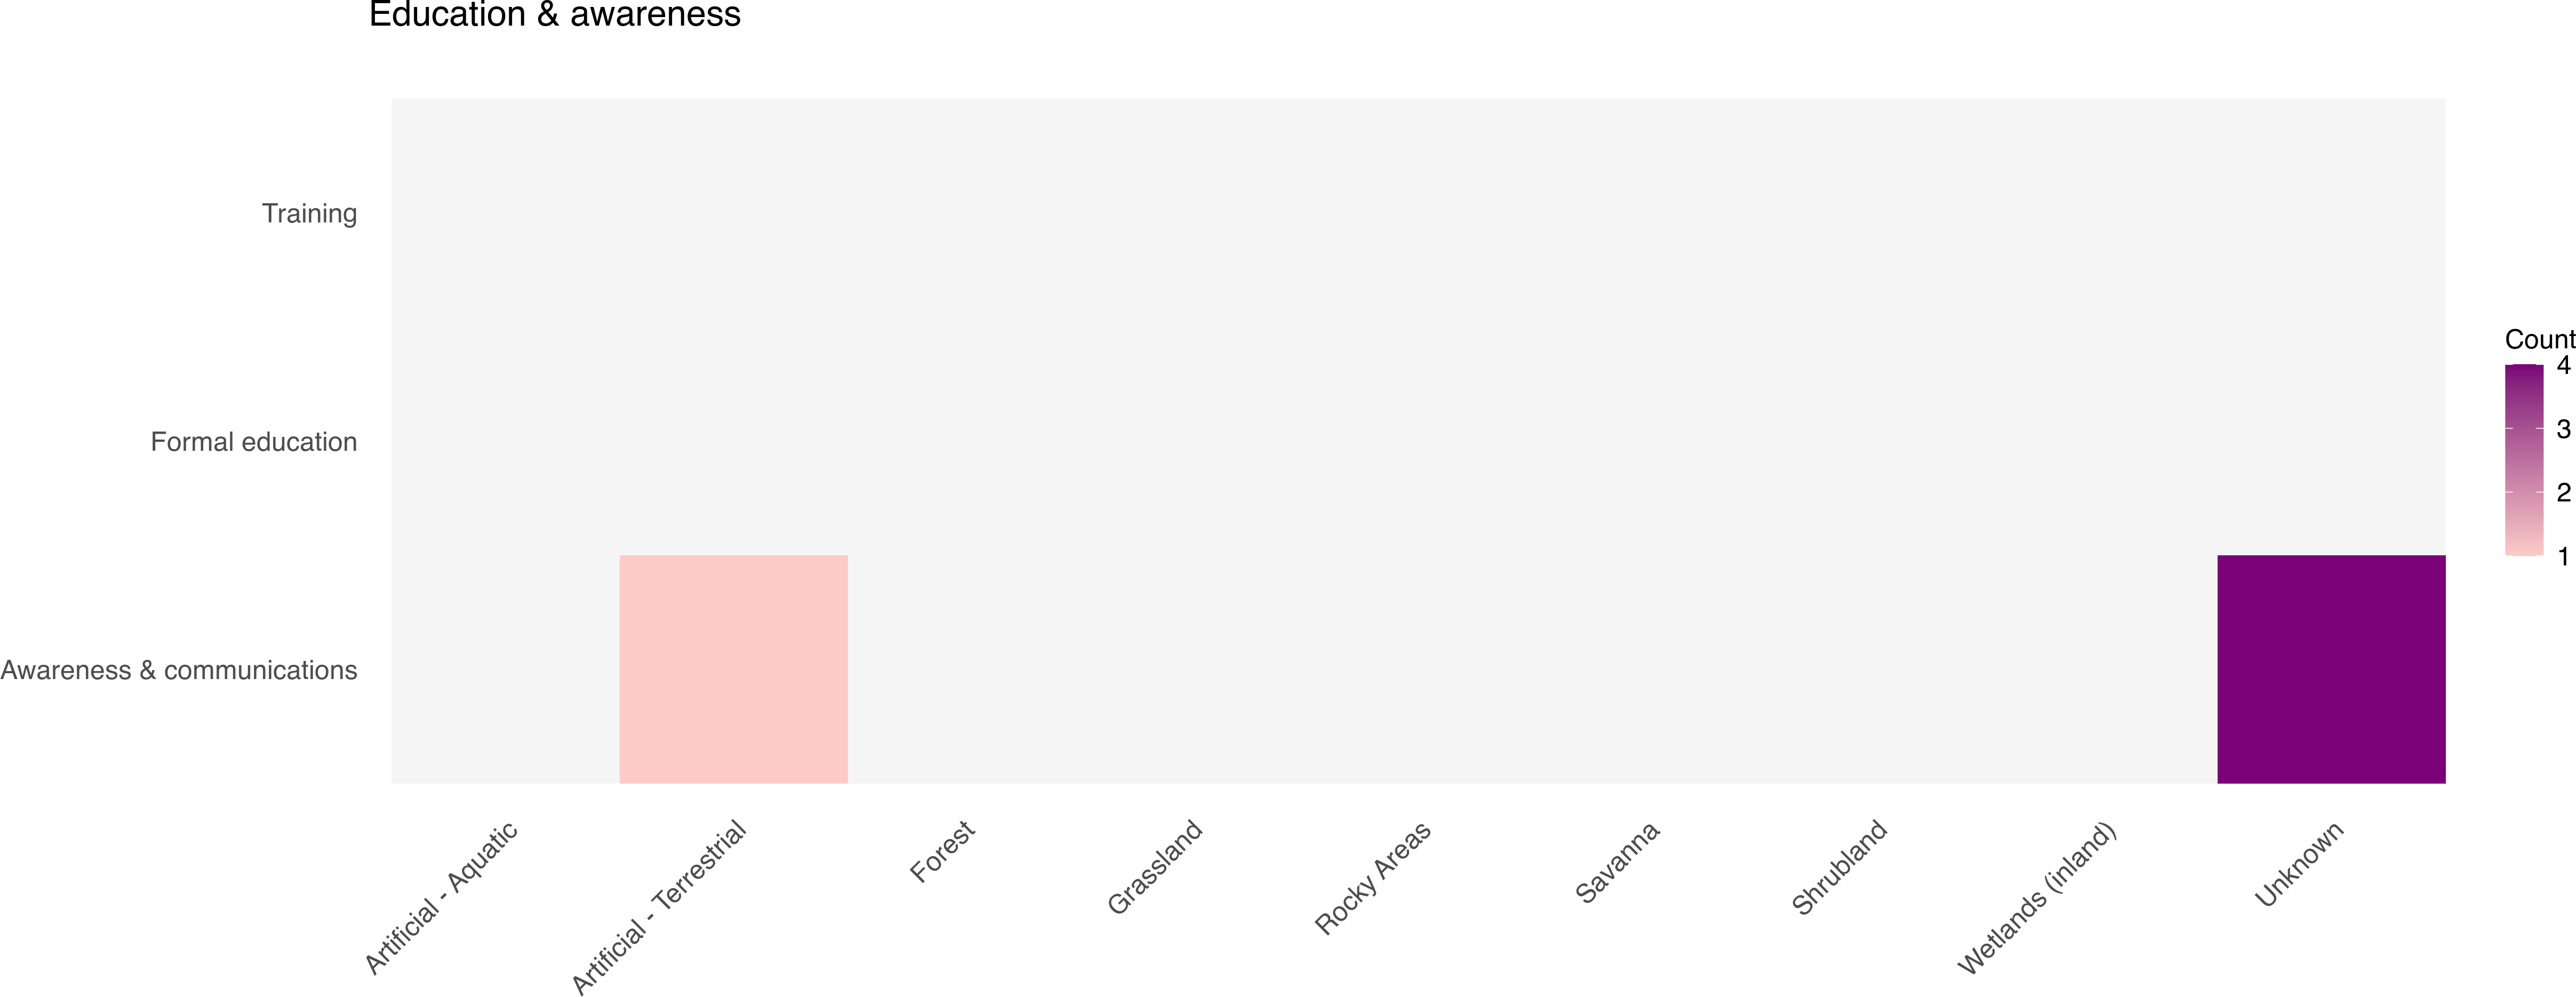 Education & awareness
Training
Formal education
Awareness & communications
Artificial - Aquatic
Artificial - Terrestrial
Forest
Grassland
Rocky Areas
Savanna
Shrubland
Wetlands (inland)
Unknown
Count
4
3
2
1